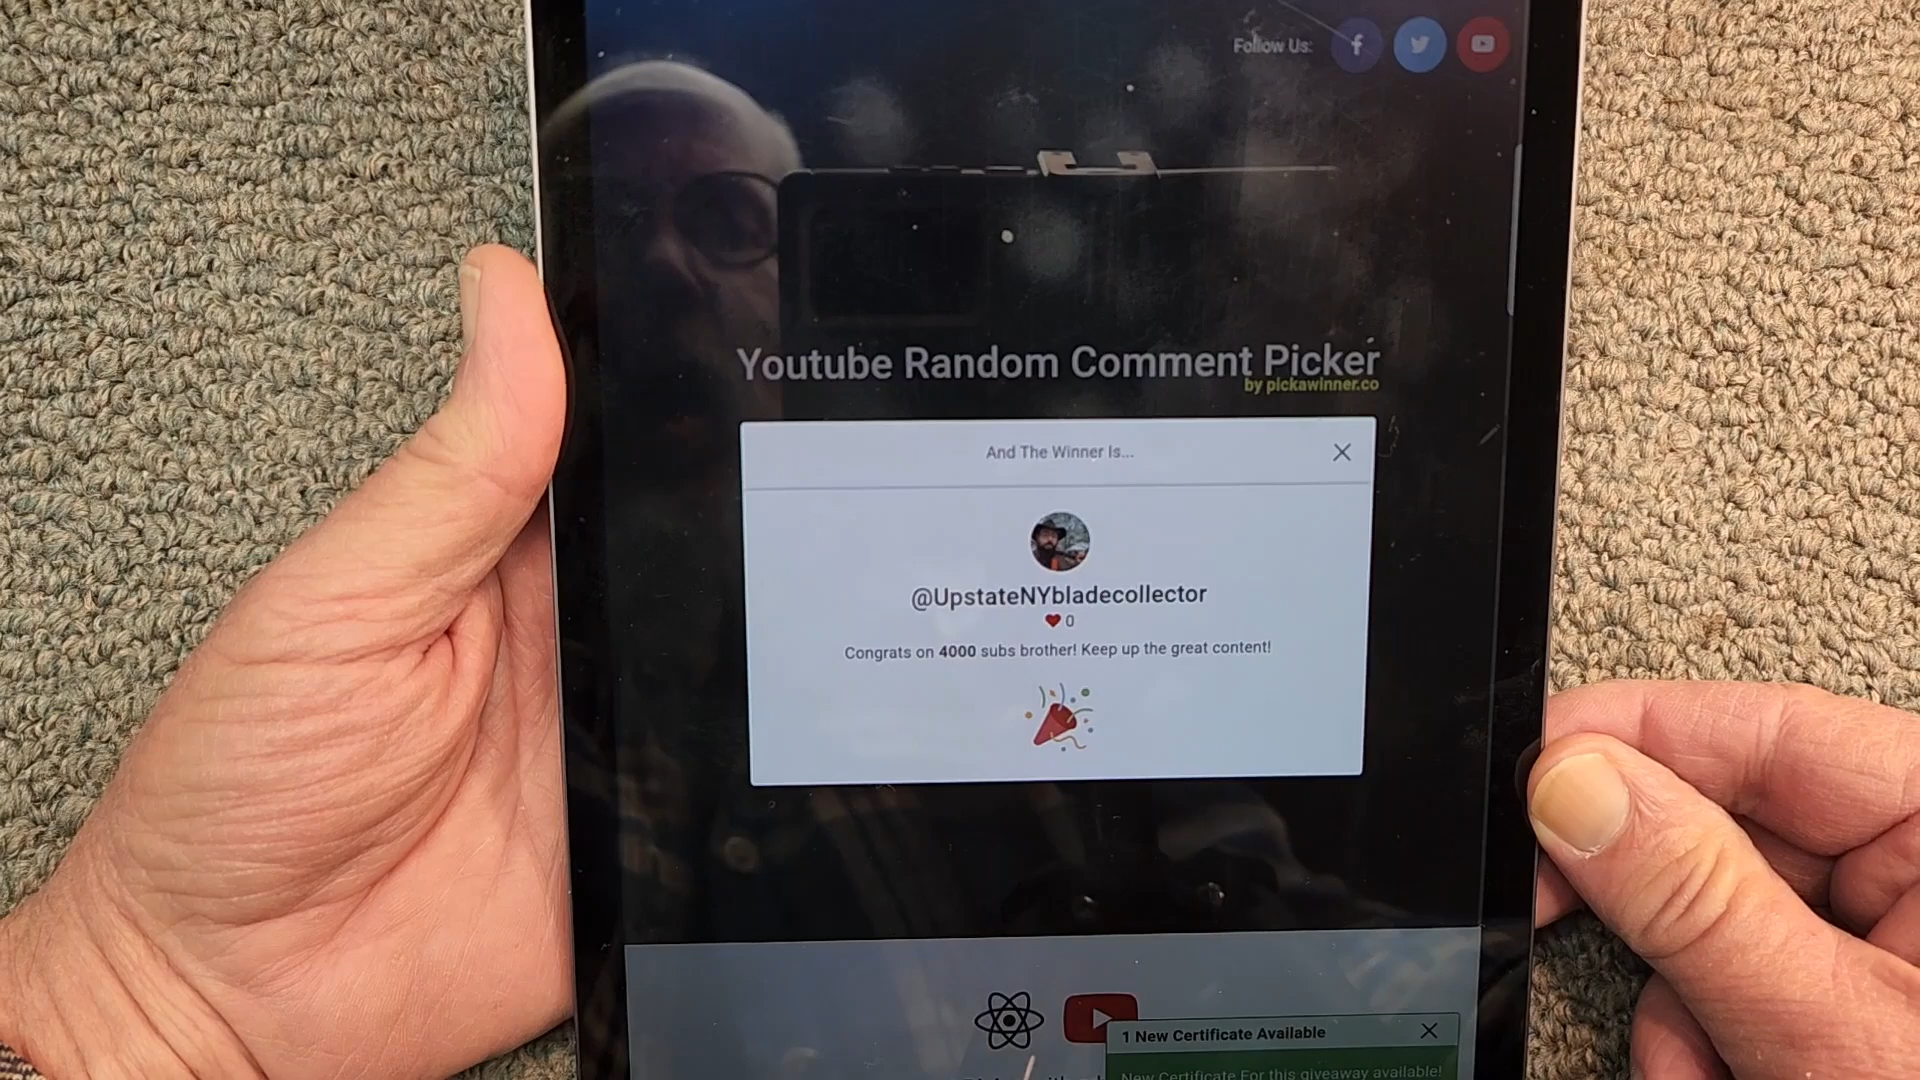 Follow Us:
Youtube Random Comment Picker
by pickawinner.co
And The Winner Is...
@UpstateNYbladecollector
0
Congrats on 4000 subs brother! Keep up the great content!
1 New Certificate Available
New Certificate For this giveaway available!